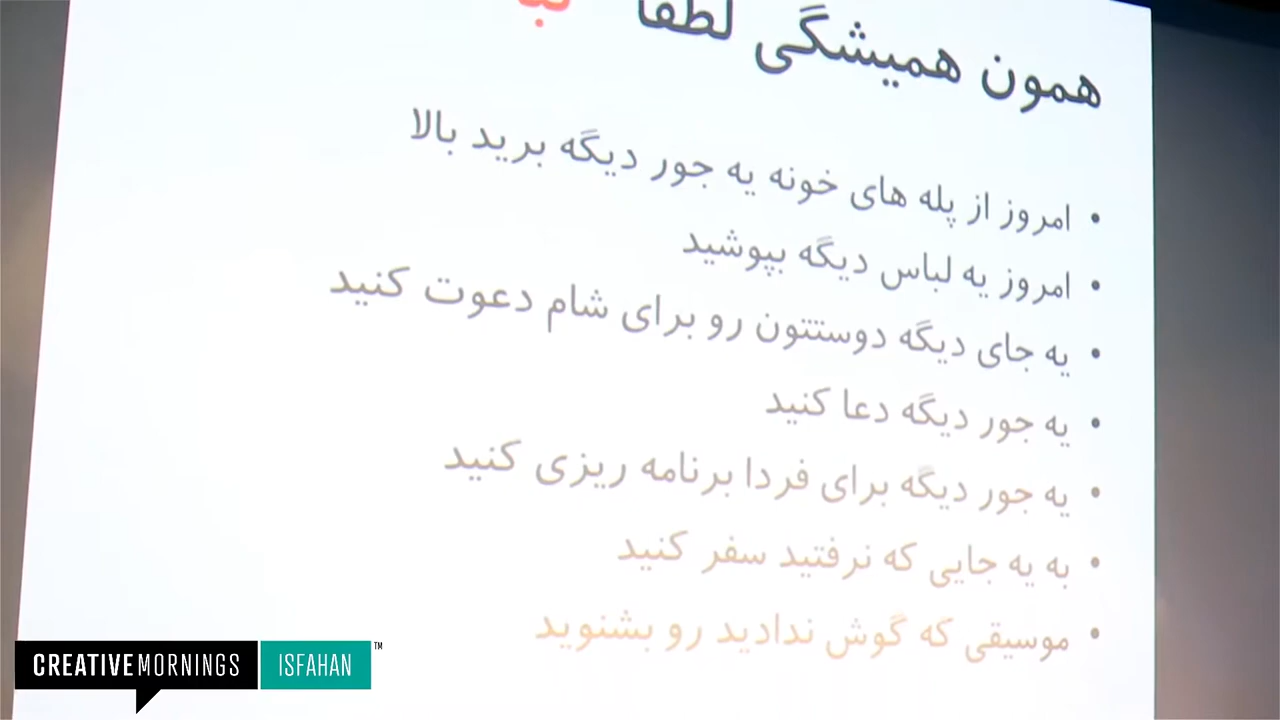 همون همیشگی لطفا
• امروز از پله های خونه یه جور دیگه برید بالا
• امروز یه لباس دیگه بپوشید
• یه جای دیگه دوستتون رو برای شام دعوت کنید
• یه جور دیگه دعا کنید
• یه جور دیگه برای فردا برنامه ریزی کنید
• به یه جایی که نرفتید سفر کنید
• موسیقی که گوش ندادید رو بشنوید
CREATIVEMORNINGS ISFAHAN™